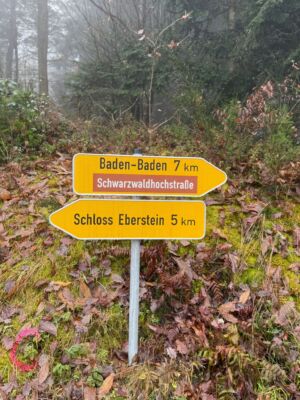 Baden-Baden 7 km
Schwarzwaldhochstraße
Schloss Eberstein 5 km